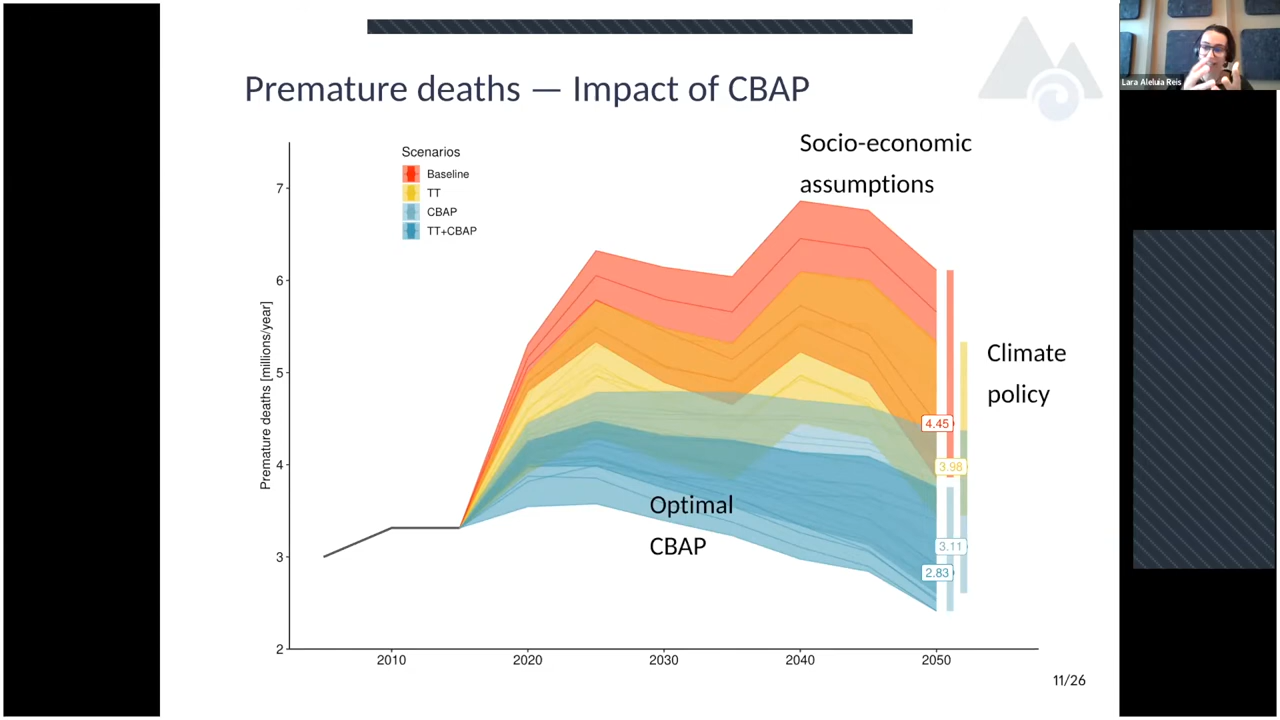 Premature deaths — Impact of CBAP
Lara Aleluia Reis
Socio-economic
assumptions
Scenarios
Baseline
TT
CBAP
TT+CBAP
Premature deaths [millions/year]
7
6
5
4
3
2
Climate
policy
4.45
3.98
Optimal
CBAP
3.11
2.83
2010
2020
2030
2040
2050
11/26